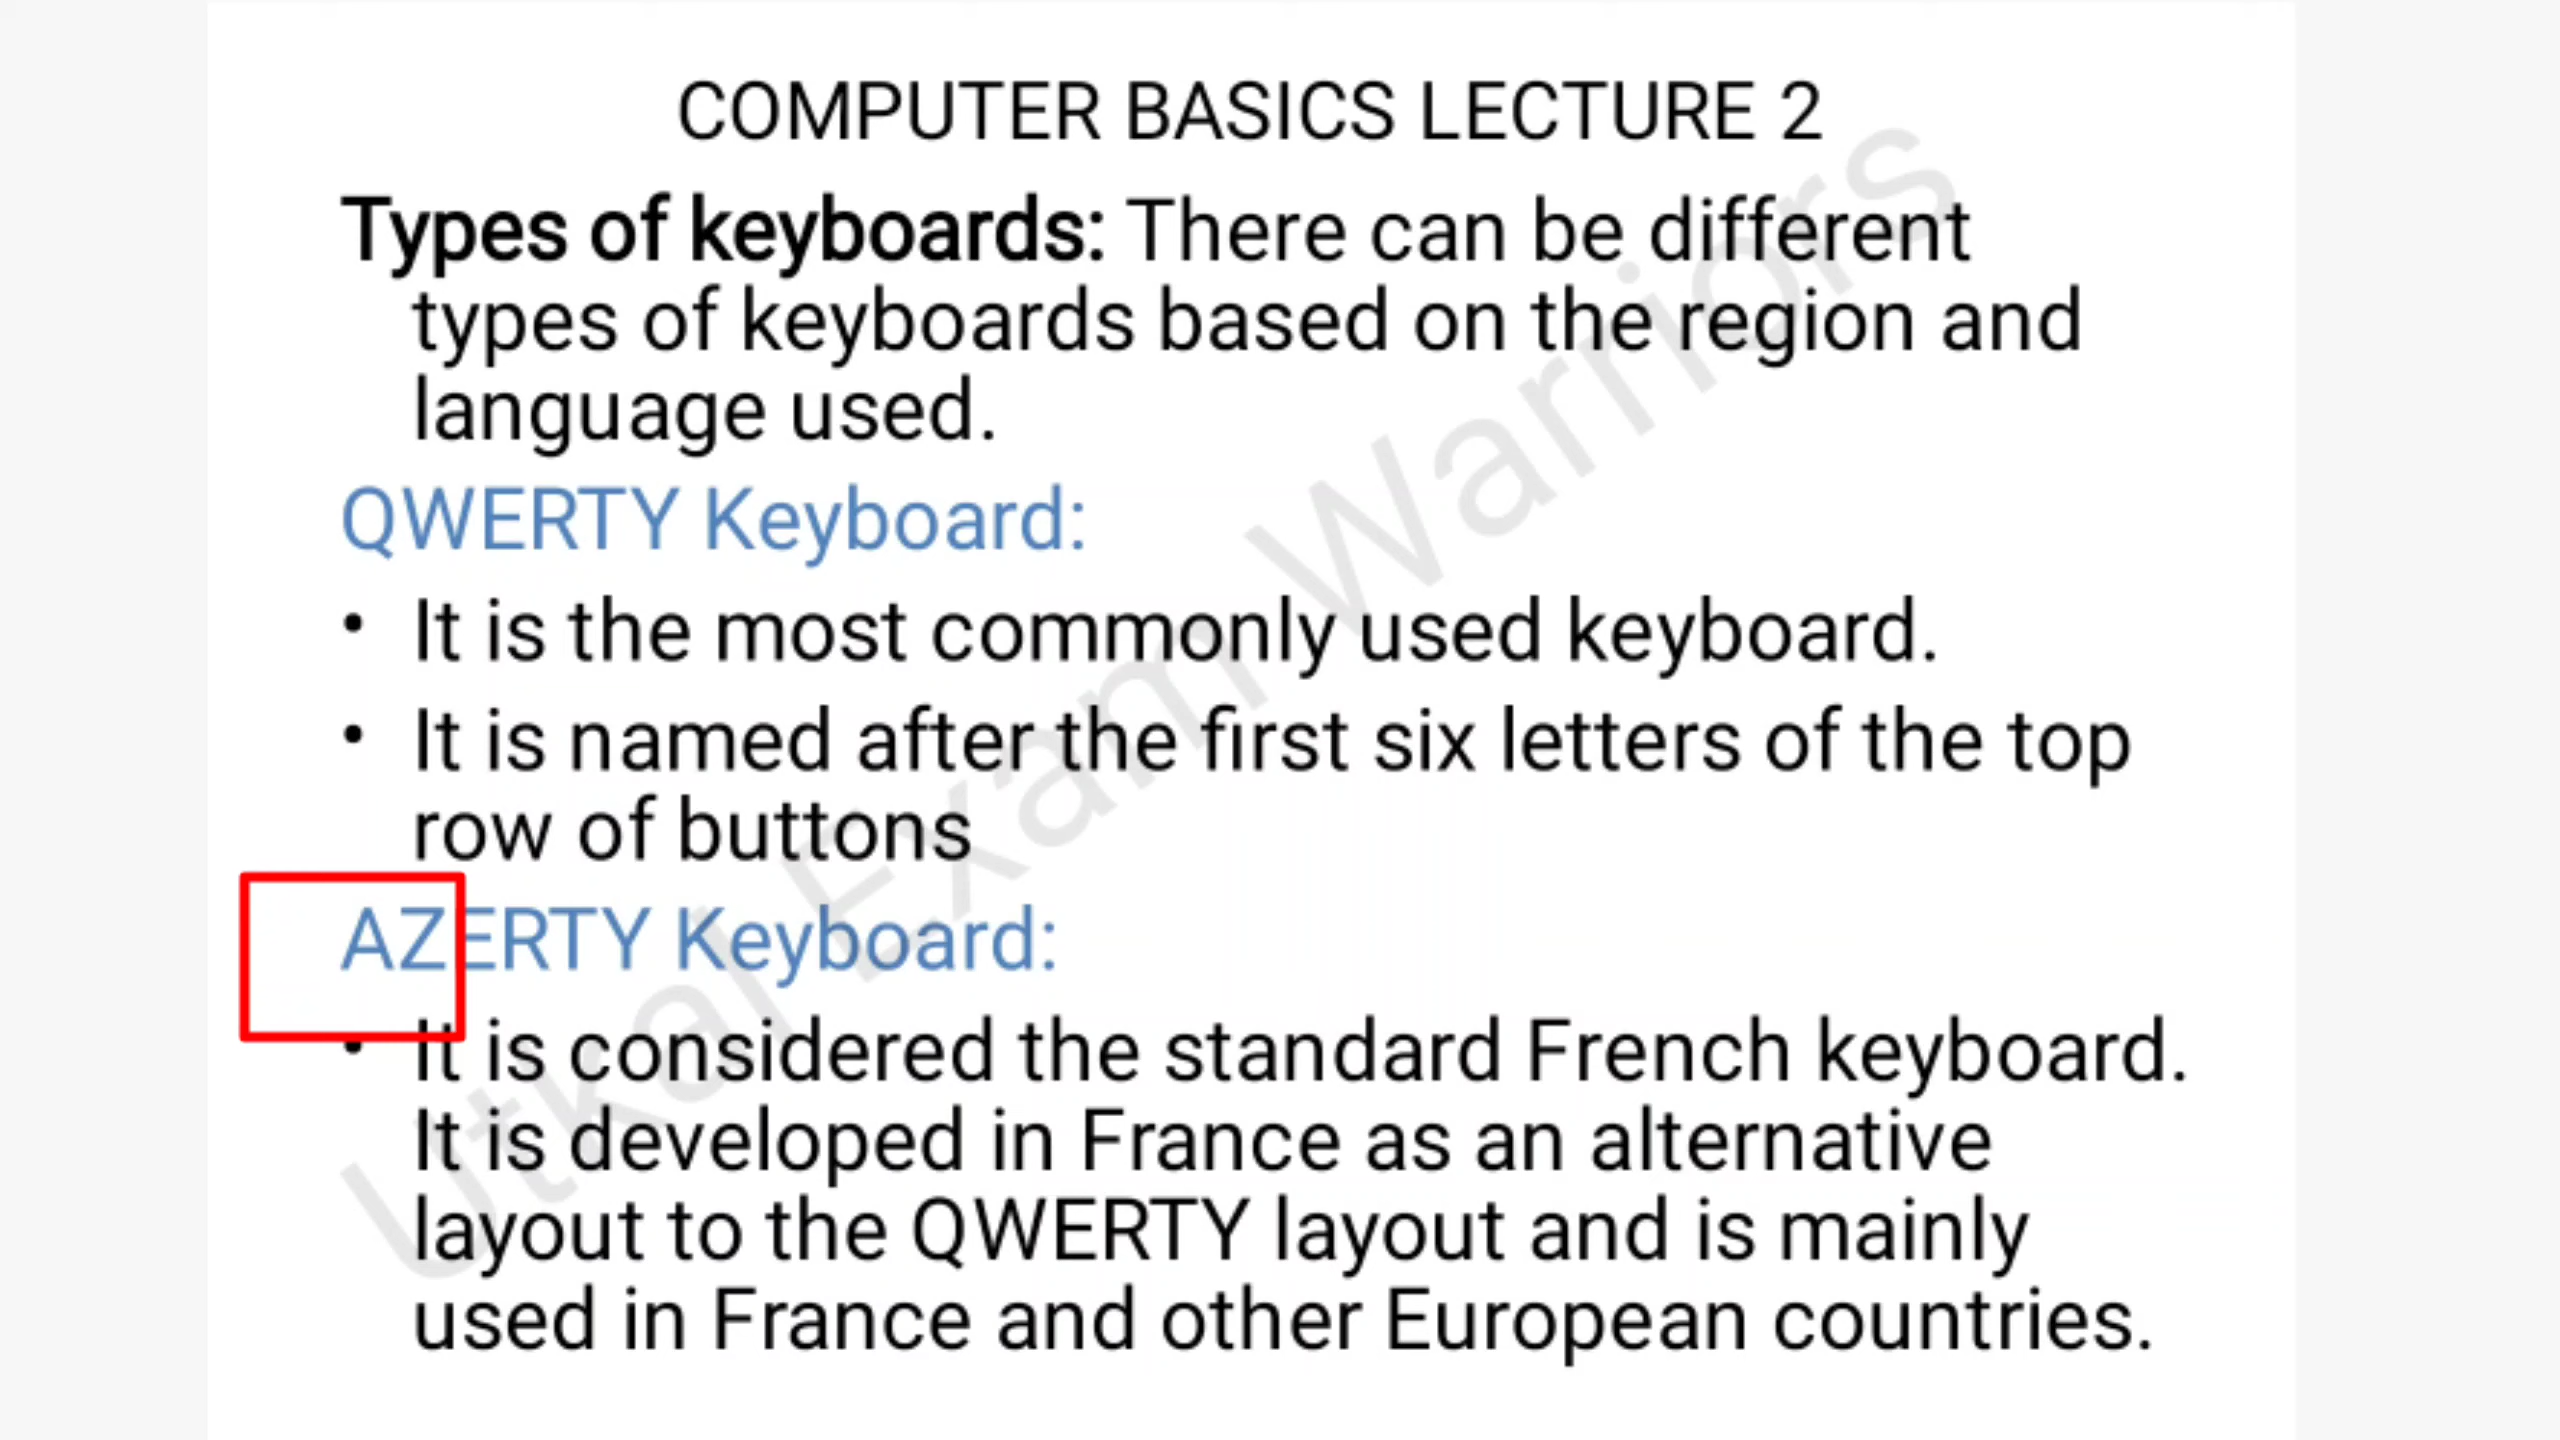 COMPUTER BASICS LECTURE 2
Types of keyboards: There can be different
types of keyboards based on the region and
language used.
QWERTY Keyboard:
• It is the most commonly used keyboard.
• It is named after the first six letters of the top
row of buttons
AZERTY Keyboard:
• It is considered the standard French keyboard.
It is developed in France as an alternative
layout to the QWERTY layout and is mainly
used in France and other European countries.
Utkal Exam Warriors